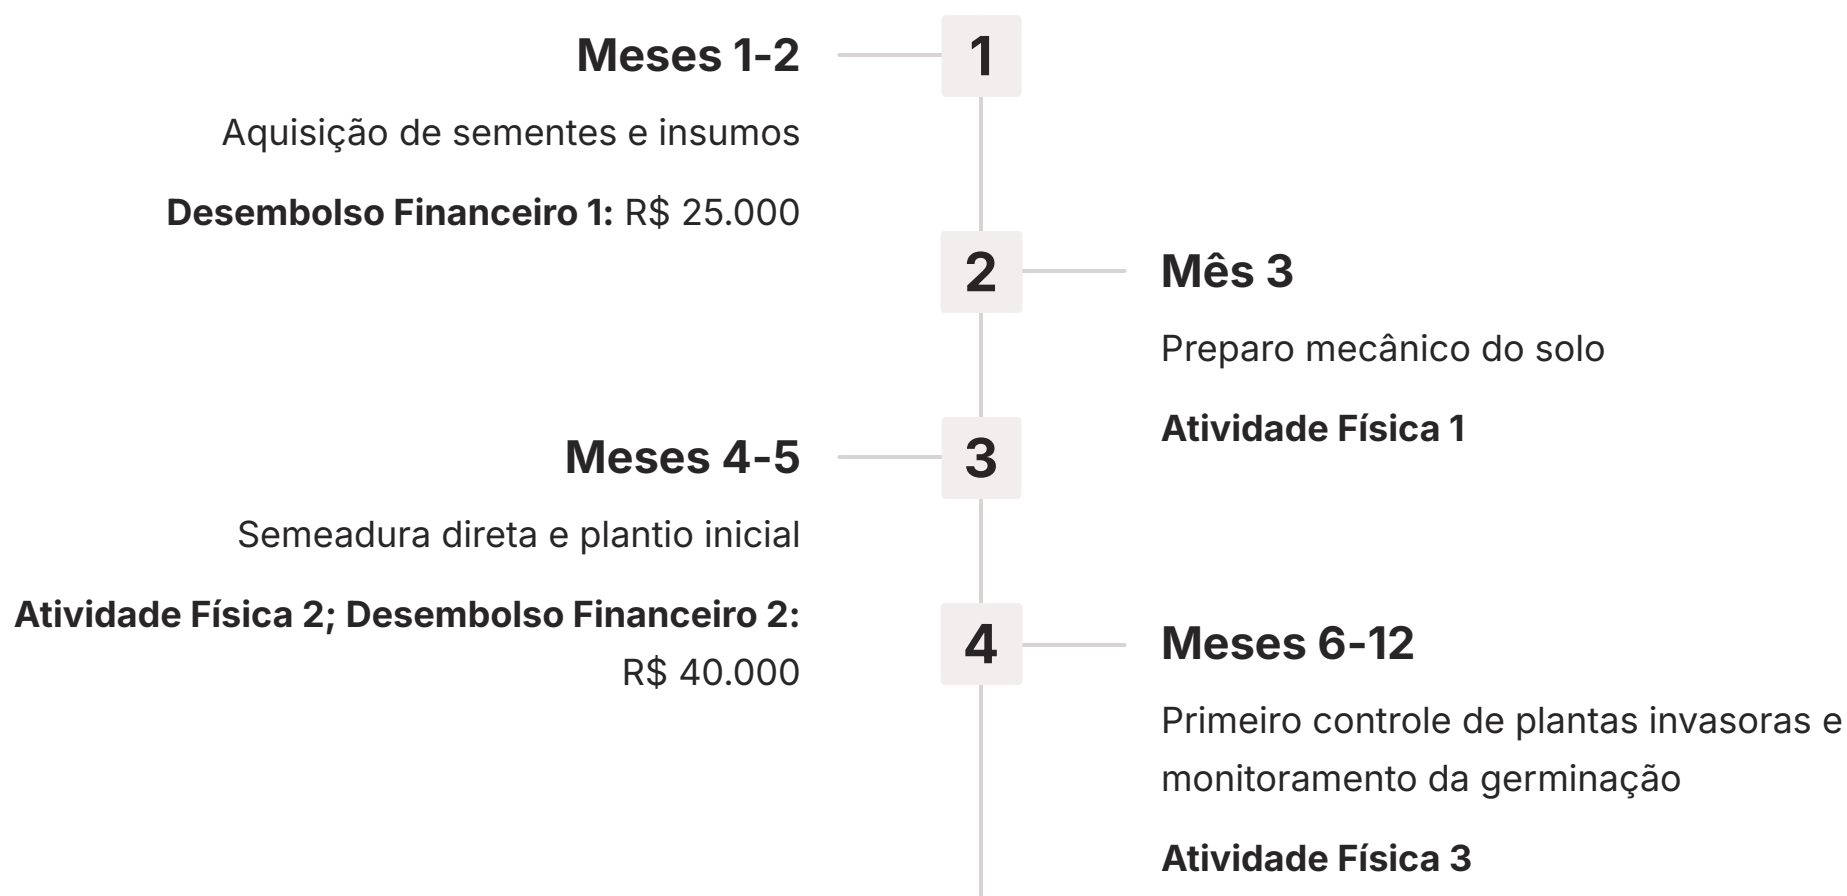 Meses 1-2
1
Aquisição de sementes e insumos
Desembolso Financeiro 1: R$ 25.000
2
Mês 3
Preparo mecânico do solo
Atividade Física 1
Meses 4-5
3
Semeadura direta e plantio inicial
Atividade Física 2; Desembolso Financeiro 2:
R$ 40.000
4
Meses 6-12
Primeiro controle de plantas invasoras e
monitoramento da germinação
Atividade Física 3